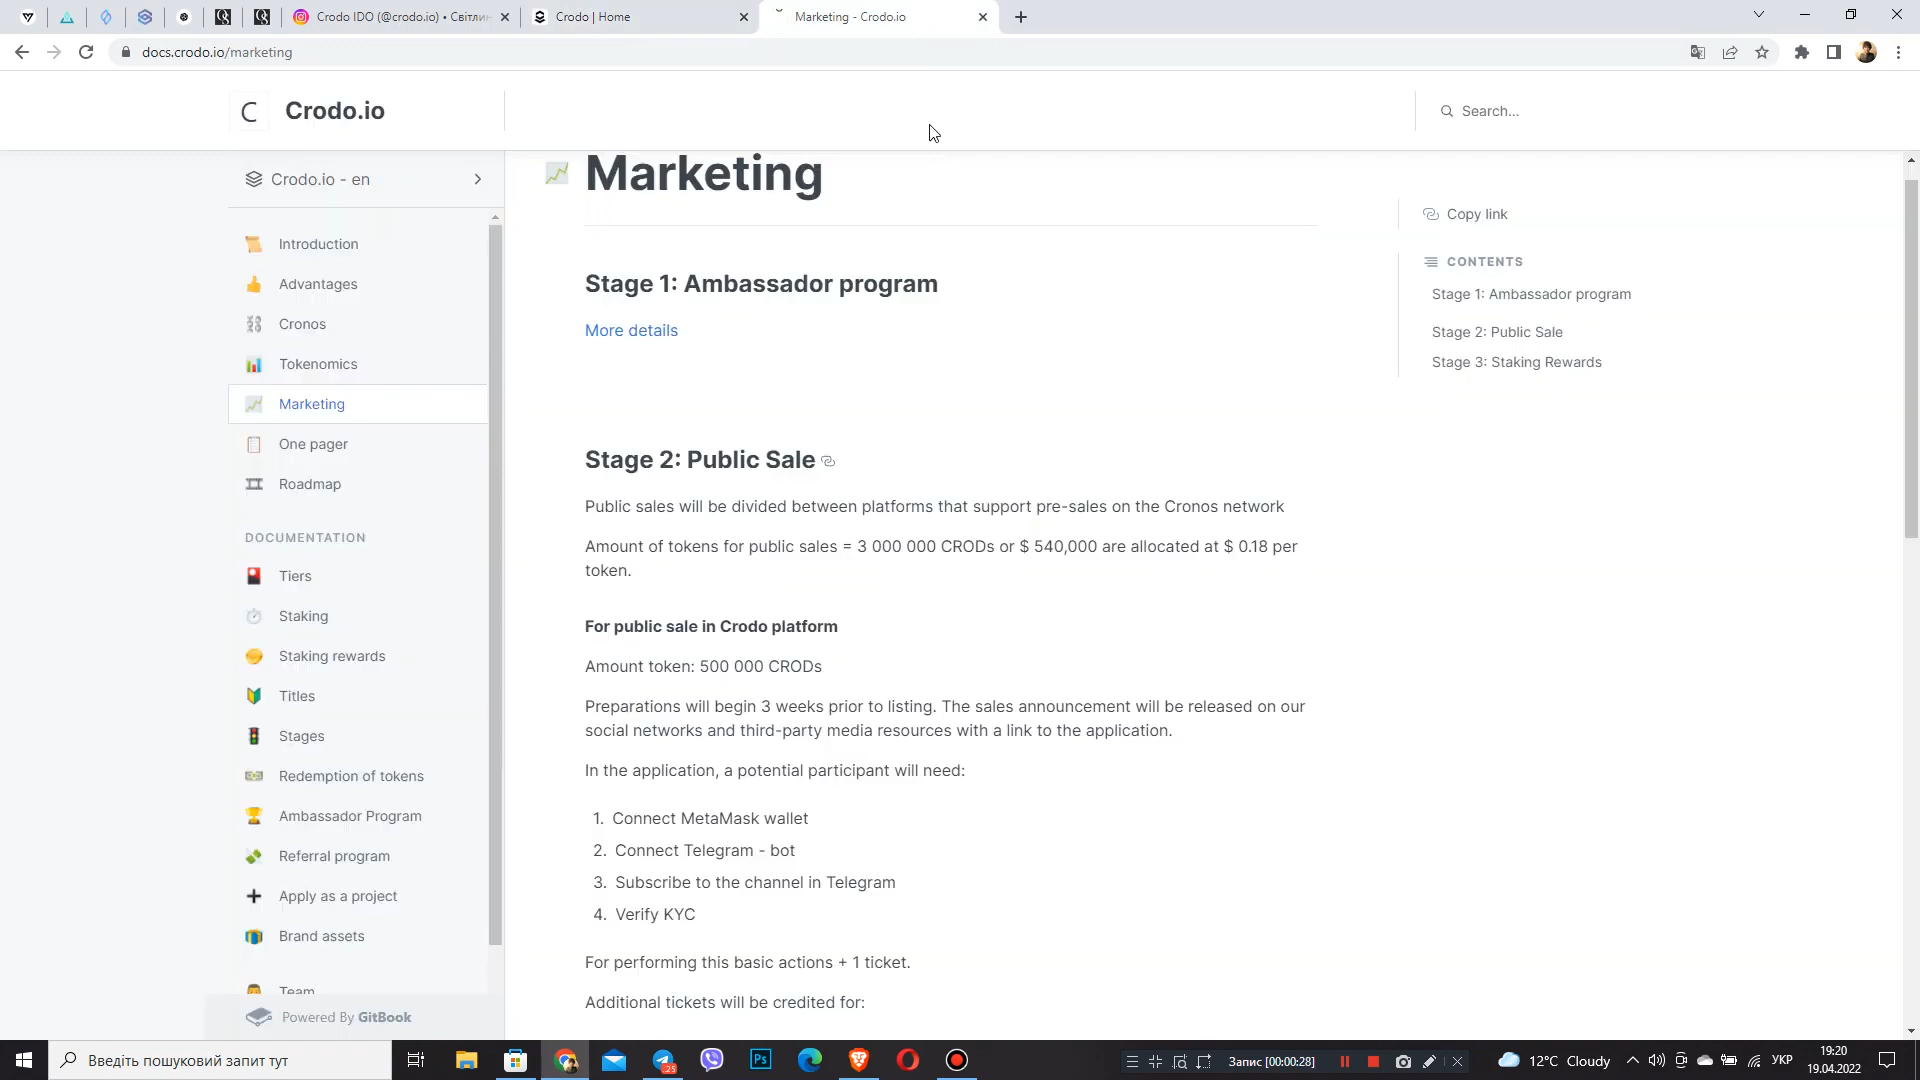 Crodo IDO (@crodo.io) • Світлин
Crodo | Home
Marketing - Crodo.io
docs.crodo.io/marketing
C
Crodo.io
Search...
Crodo.io - en
Introduction
Advantages
Cronos
Tokenomics
Marketing
One pager
Roadmap
DOCUMENTATION
Tiers
Staking
Staking rewards
Titles
Stages
Redemption of tokens
Ambassador Program
Referral program
Apply as a project
Brand assets
Team
Powered By GitBook
Marketing
Stage 1: Ambassador program
More details
Stage 2: Public Sale
Public sales will be divided between platforms that support pre-sales on the Cronos network
Amount of tokens for public sales = 3 000 000 CRODs or $ 540,000 are allocated at $ 0.18 per
token.
For public sale in Crodo platform
Amount token: 500 000 CRODs
Preparations will begin 3 weeks prior to listing. The sales announcement will be released on our
social networks and third-party media resources with a link to the application.
In the application, a potential participant will need:
1. Connect MetaMask wallet
2. Connect Telegram - bot
3. Subscribe to the channel in Telegram
4. Verify KYC
For performing this basic actions + 1 ticket.
Additional tickets will be credited for:
Copy link
CONTENTS
Stage 1: Ambassador program
Stage 2: Public Sale
Stage 3: Staking Rewards
Введіть пошуковий запит тут
25
Ps
Запис [00:00:28]
12°C Cloudy
УКР
19:20
19.04.2022